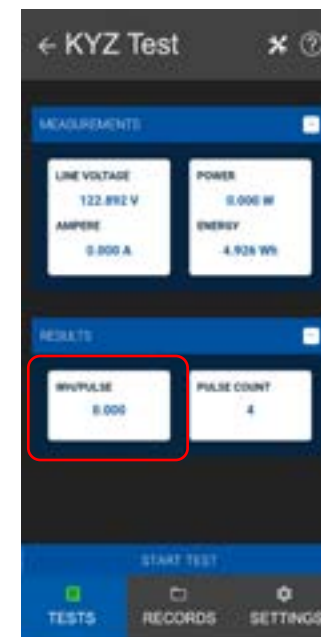 ← KYZ Test
MEASUREMENTS
LINE VOLTAGE
122.892 V
AMPERE
0.000 A
POWER
0.000 W
ENERGY
4.926 Wh
RESULTS
WH/PULSE
0.000
PULSE COUNT
4
START TEST
TESTS
RECORDS
SETTINGS